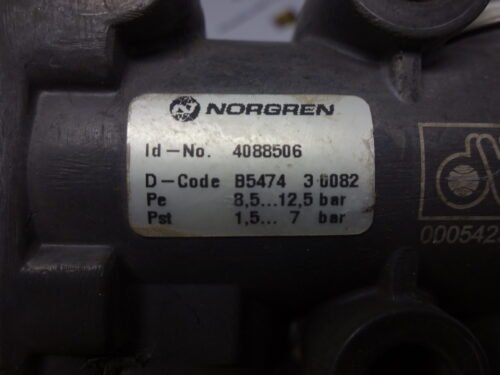 NORGREN
Id-No. 4088506
D-Code B5474 3 0082
Pe 8,5...12,5 bar
Pst 1,5... 7 bar
000542